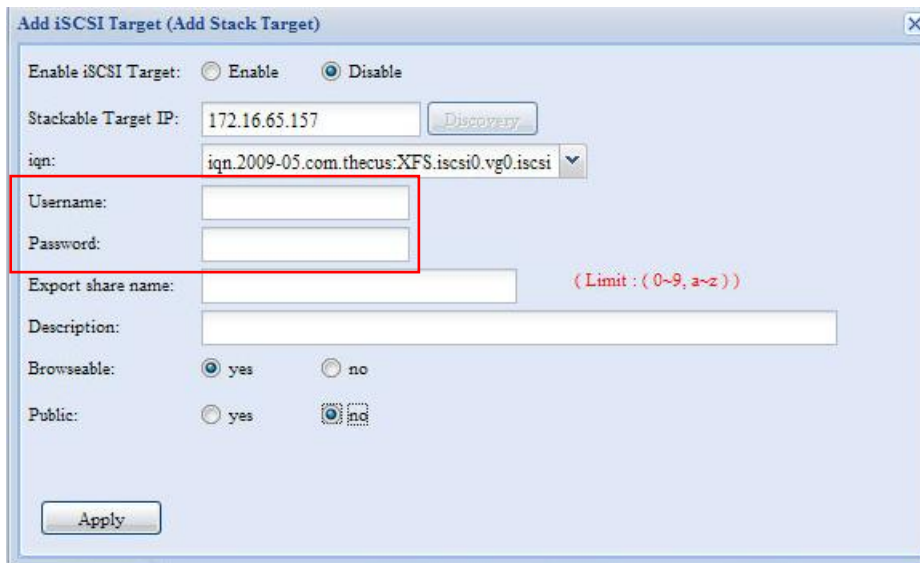 Add iSCSI Target (Add Stack Target)
Enable iSCSI Target: Enable Disable
Stackable Target IP: 172.16.65.157 Discovery
iqn: iqn.2009-05.com.thecus:XFS.iscsi0.vg0.iscsi
Username:
Password:
Export share name: ( Limit : ( 0~9, a~z ) )
Description:
Browseable: yes no
Public: yes no
Apply